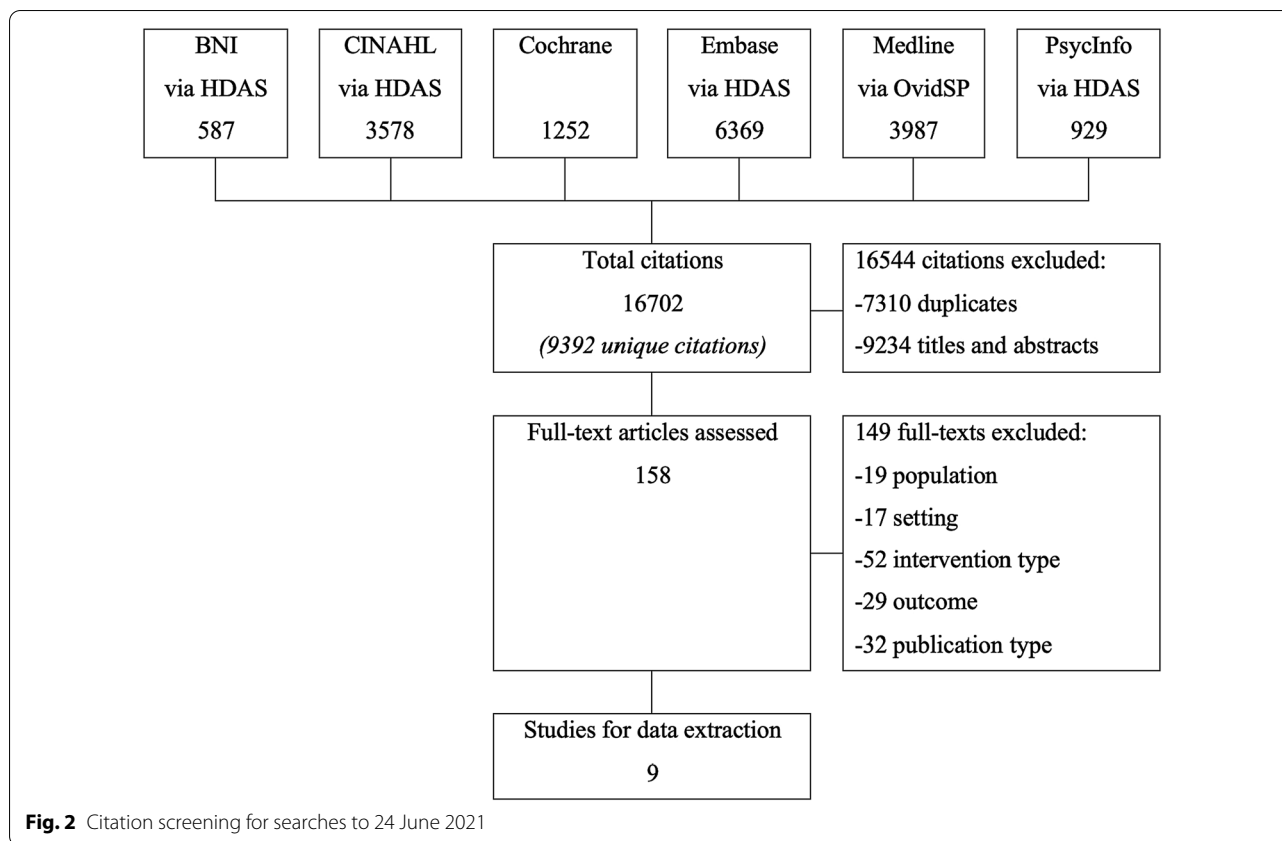 BNI
via HDAS
587
CINAHL
via HDAS
3578
Cochrane
1252
Embase
via HDAS
6369
Medline
via OvidSP
3987
PsycInfo
via HDAS
929
Total citations
16702
(9392 unique citations)
16544 citations excluded:
-7310 duplicates
-9234 titles and abstracts
Full-text articles assessed
158
149 full-texts excluded:
-19 population
-17 setting
-52 intervention type
-29 outcome
-32 publication type
Studies for data extraction
9
Fig. 2 Citation screening for searches to 24 June 2021